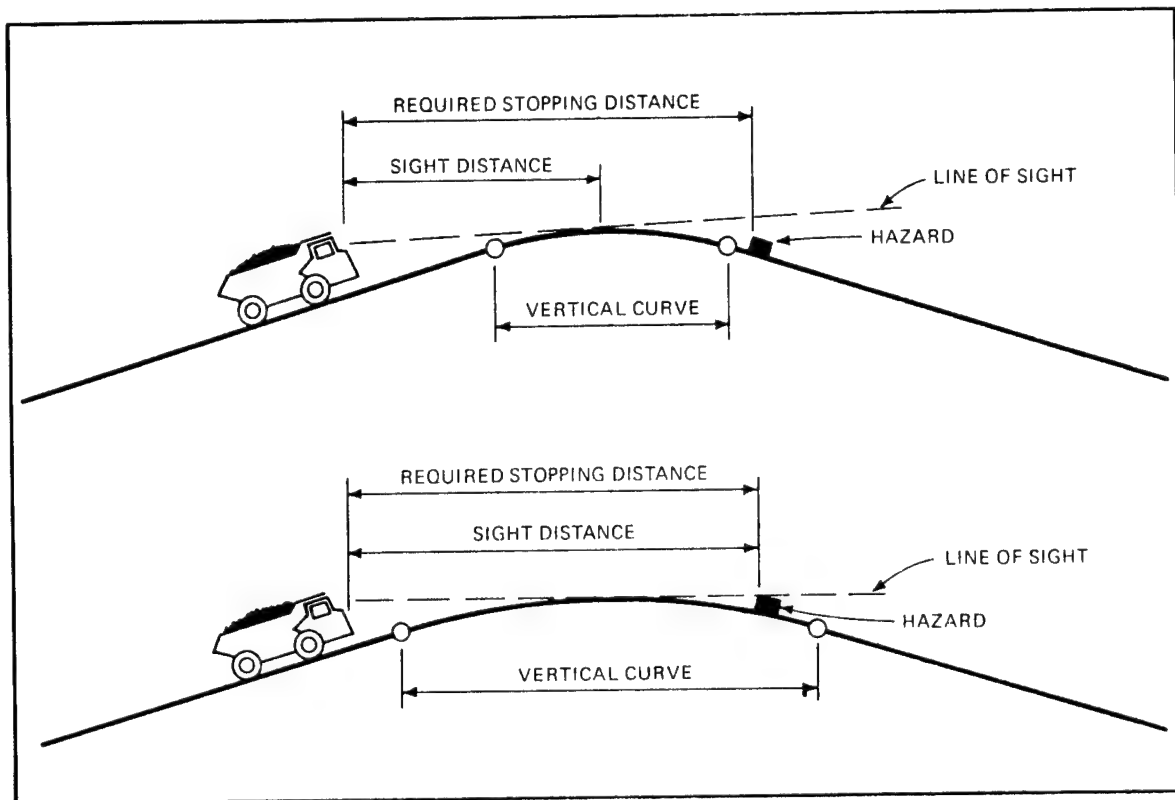 REQUIRED STOPPING DISTANCE
SIGHT DISTANCE
LINE OF SIGHT
HAZARD
VERTICAL CURVE
REQUIRED STOPPING DISTANCE
SIGHT DISTANCE
LINE OF SIGHT
HAZARD
VERTICAL CURVE